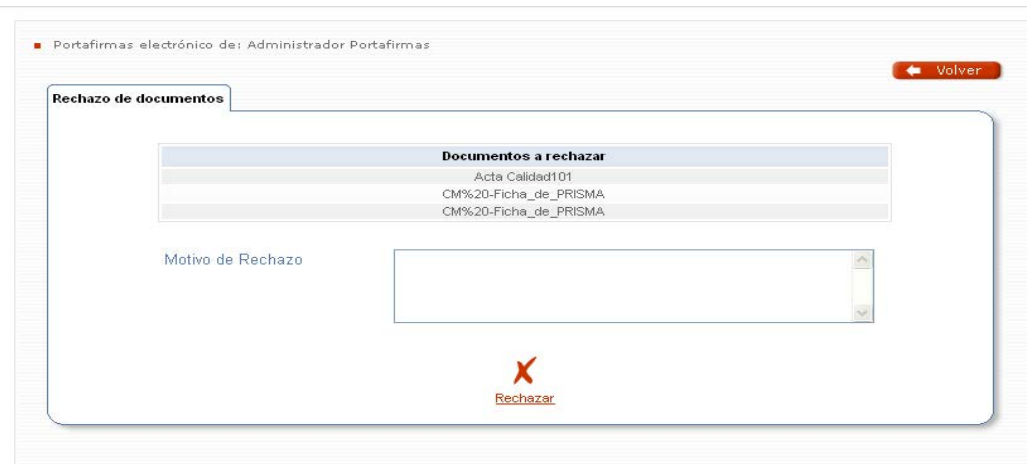 Portafirmas electrónico de: Administrador Portafirmas
Volver
Rechazo de documentos
Documentos a rechazar
Acta Calidad101
CM%20-Ficha_de_PRISMA
CM%20-Ficha_de_PRISMA
Motivo de Rechazo
Rechazar